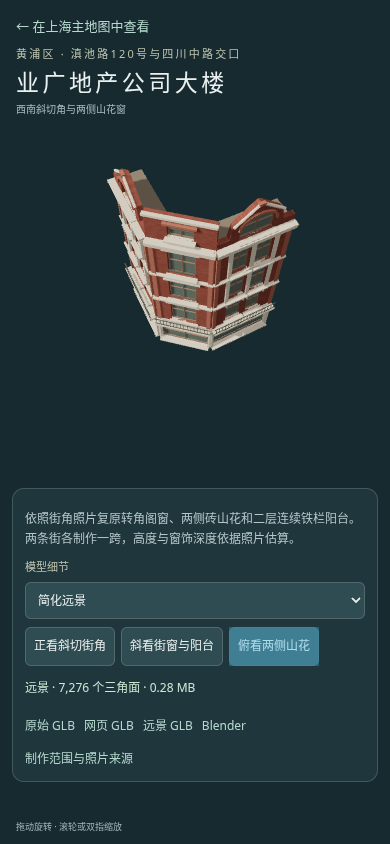 ← 在上海主地图中查看
黄浦区 · 滇池路120号与四川中路交口
业广地产公司大楼
西南斜切角与两侧山花窗
依照街角照片复原转角阁窗、两侧砖山花和二层连续铁栏阳台。
两条街各制作一跨，高度与窗饰深度依据照片估算。
模型细节
简化远景
正看斜切街角 斜看街窗与阳台 俯看两侧山花
远景 · 7,276 个三角面 · 0.28 MB
原始 GLB 网页 GLB 远景 GLB Blender
制作范围与照片来源
拖动旋转 · 滚轮或双指缩放